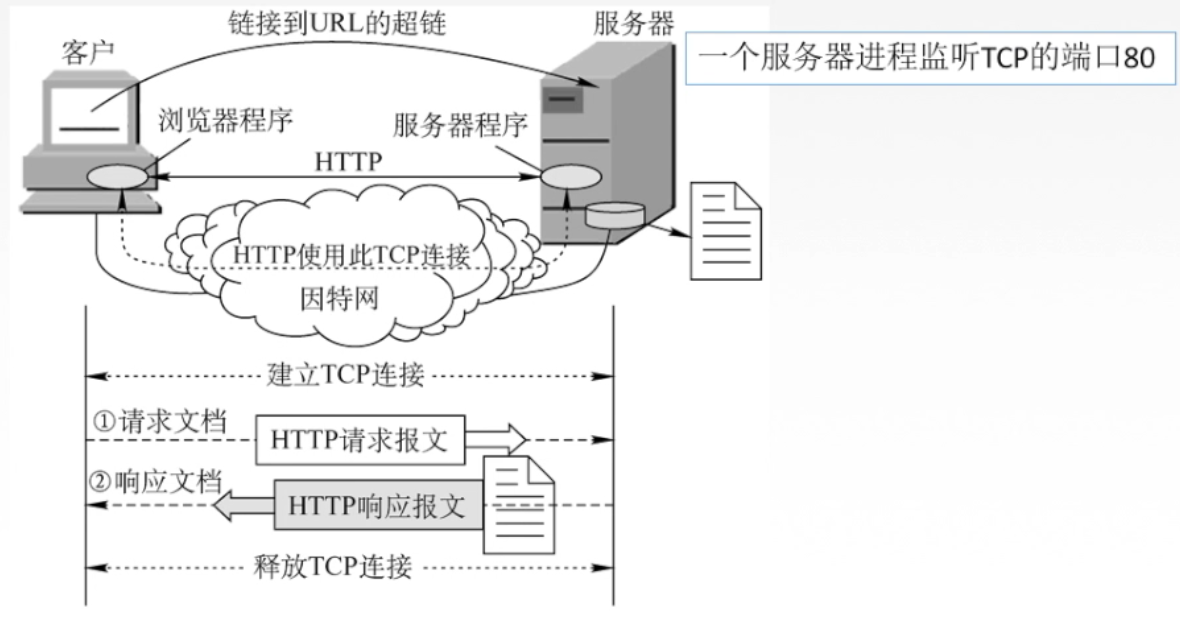 链接到URL的超链
服务器
客户
一个服务器进程监听TCP的端口80
浏览器程序
服务器程序
HTTP
HTTP使用此TCP连接
因特网
建立TCP连接
①请求文档
HTTP请求报文
②响应文档
HTTP响应报文
释放TCP连接